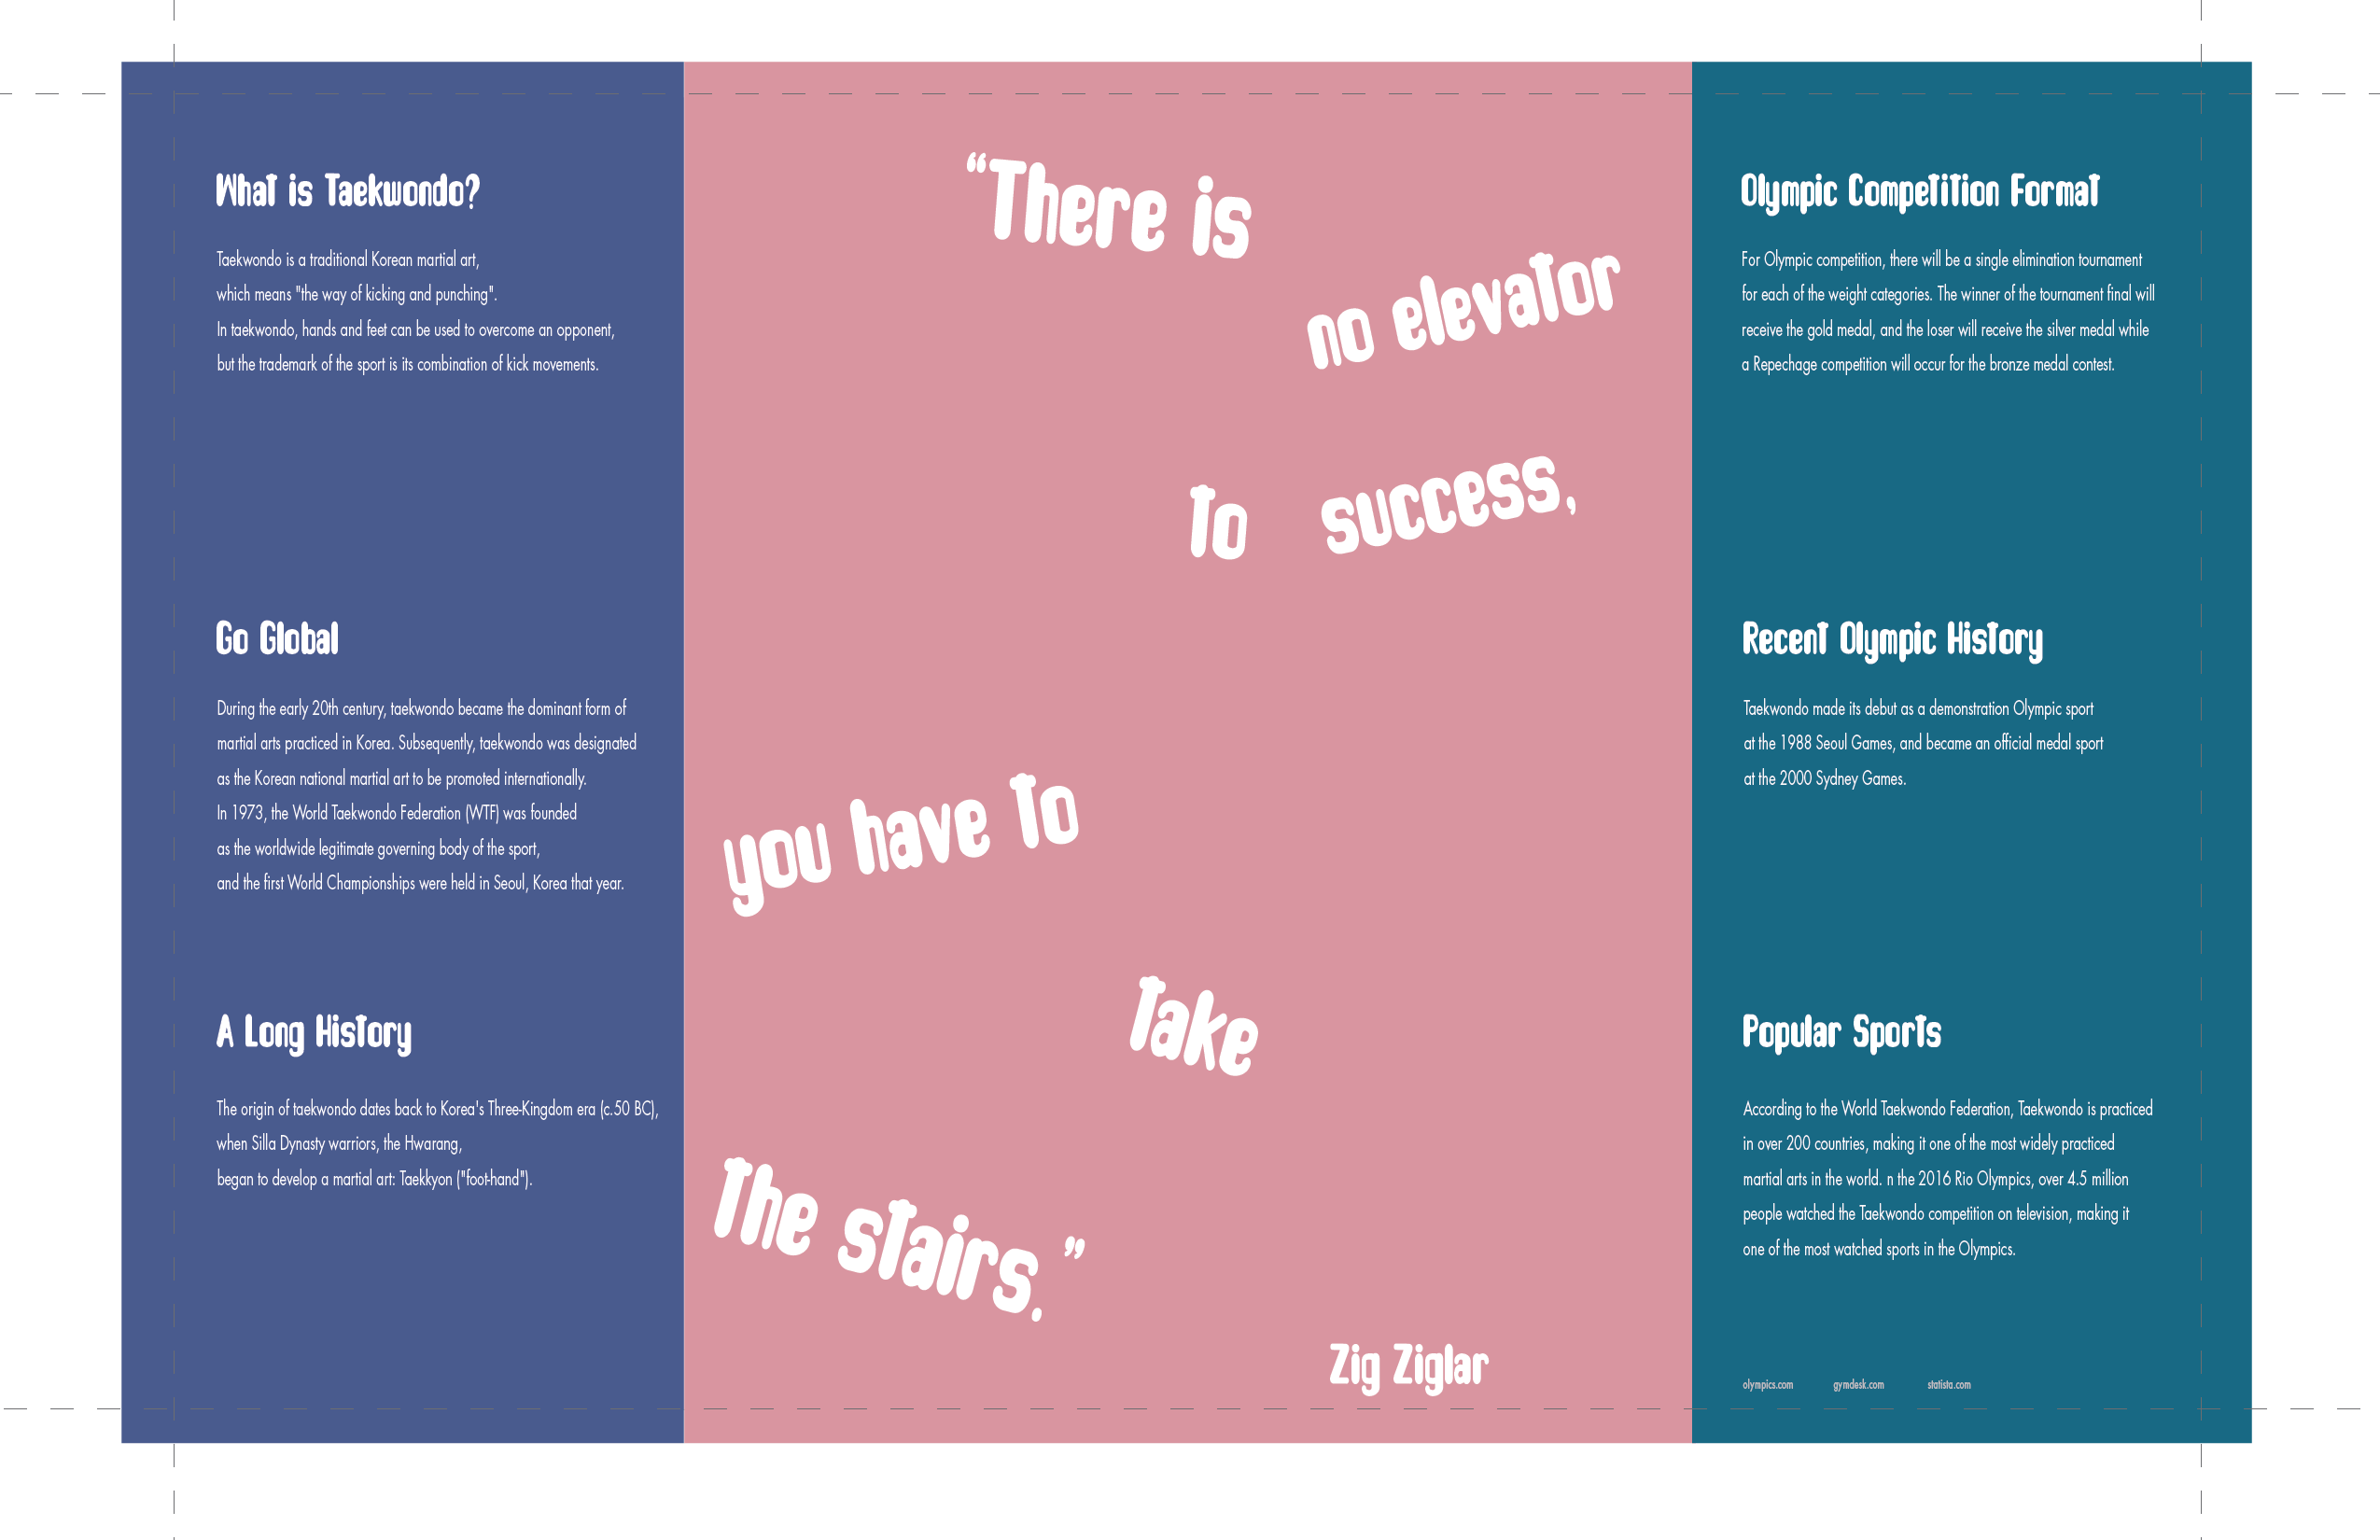 What is Taekwondo?
Taekwondo is a traditional Korean martial art,
which means "the way of kicking and punching".
In taekwondo, hands and feet can be used to overcome an opponent,
but the trademark of the sport is its combination of kick movements.
Go Global
During the early 20th century, taekwondo became the dominant form of
martial arts practiced in Korea. Subsequently, taekwondo was designated
as the Korean national martial art to be promoted internationally.
In 1973, the World Taekwondo Federation (WTF) was founded
as the worldwide legitimate governing body of the sport,
and the first World Championships were held in Seoul, Korea that year.
A Long History
The origin of taekwondo dates back to Korea's Three-Kingdom era (c.50 BC),
when Silla Dynasty warriors, the Hwarang,
began to develop a martial art: Taekkyon ("foot-hand").
“There is
no elevator
to success,
you have to
take
the stairs.”
Zig Ziglar
Olympic Competition Format
For Olympic competition, there will be a single elimination tournament
for each of the weight categories. The winner of the tournament final will
receive the gold medal, and the loser will receive the silver medal while
a Repechage competition will occur for the bronze medal contest.
Recent Olympic History
Taekwondo made its debut as a demonstration Olympic sport
at the 1988 Seoul Games, and became an official medal sport
at the 2000 Sydney Games.
Popular Sports
According to the World Taekwondo Federation, Taekwondo is practiced
in over 200 countries, making it one of the most widely practiced
martial arts in the world. n the 2016 Rio Olympics, over 4.5 million
people watched the Taekwondo competition on television, making it
one of the most watched sports in the Olympics.
olympics.com gymdesk.com statista.com